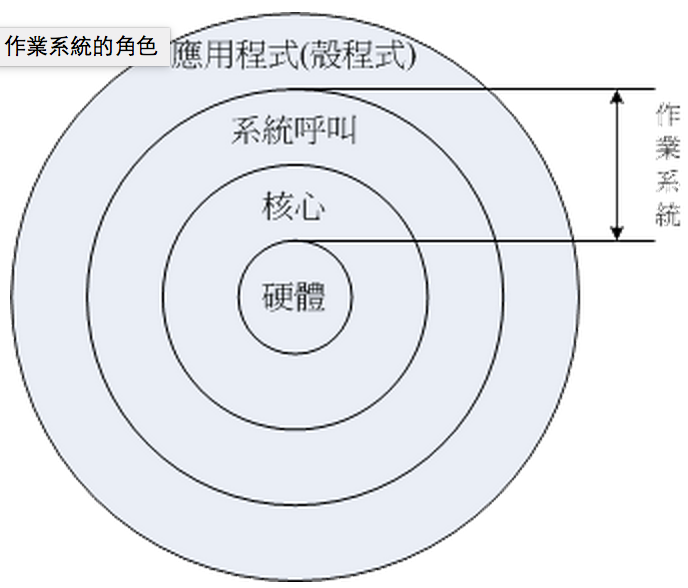 作業系統的角色
應用程式(殼程式)
系統呼叫
核心
硬體
作
業
系
統